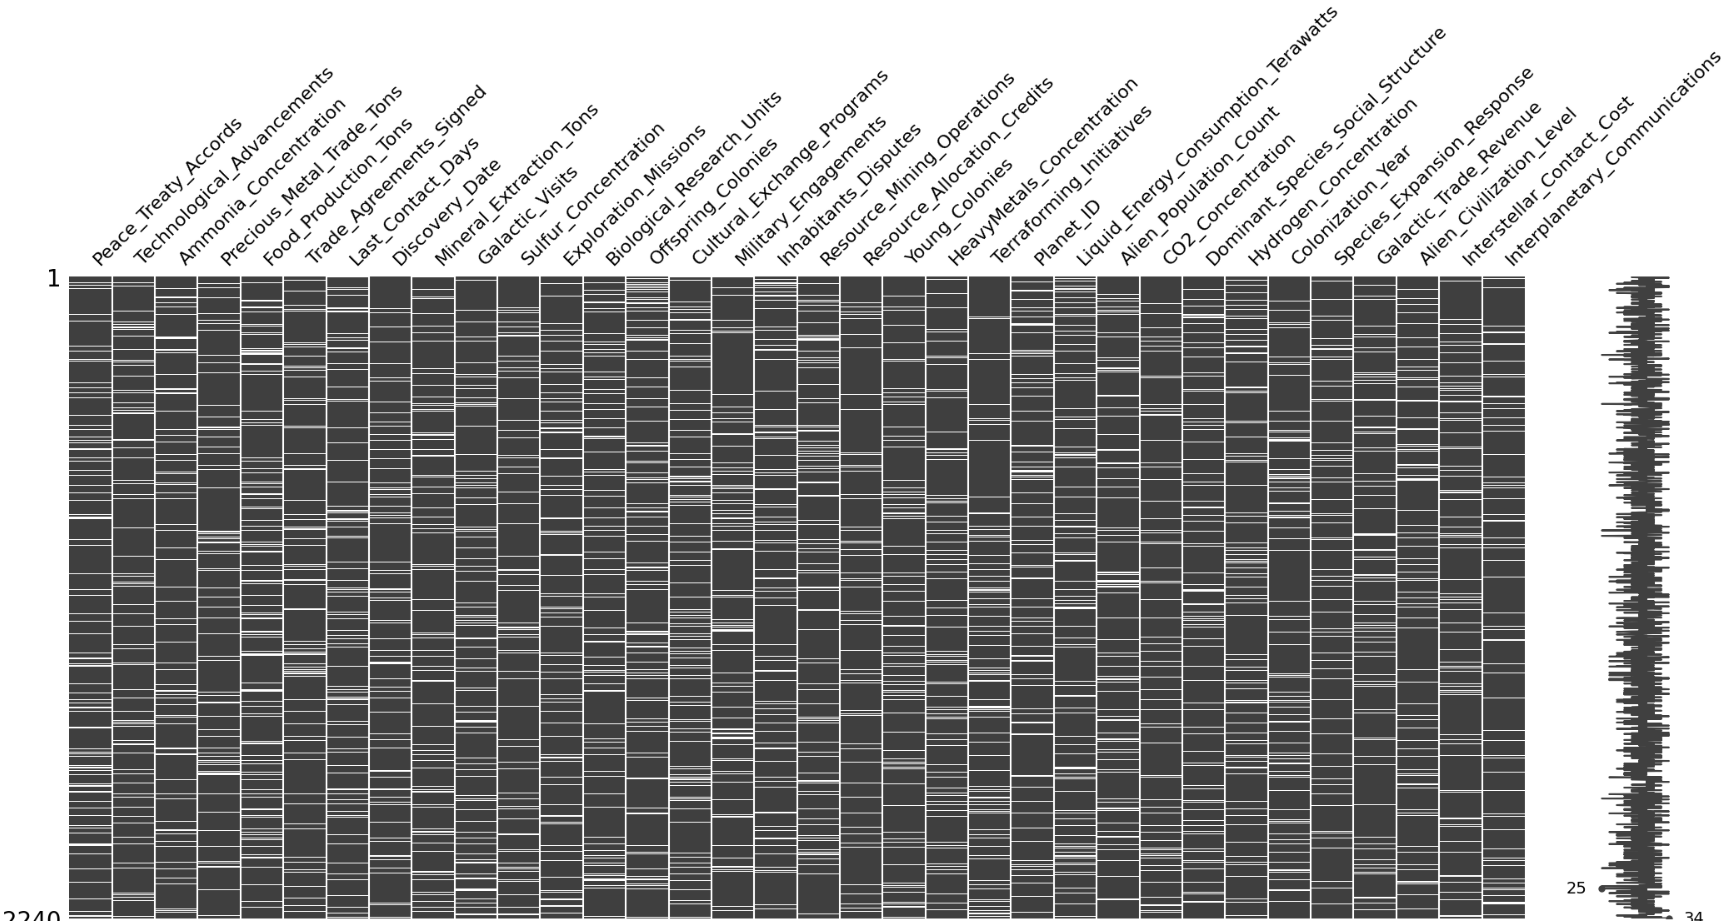 Peace_Treaty_Accords
Technological_Advancements
Ammonia_Concentration
Precious_Metal_Trade_Tons
Food_Production_Tons
Trade_Agreements_Signed
Last_Contact_Days
Discovery_Date
Mineral_Extraction_Tons
Galactic_Visits
Sulfur_Concentration
Exploration_Missions
Biological_Research_Units
Offspring_Colonies
Cultural_Exchange_Programs
Military_Engagements
Inhabitants_Disputes
Resource_Mining_Operations
Resource_Allocation_Credits
Young_Colonies
HeavyMetals_Concentration
Terraforming_Initiatives
Planet_ID
Liquid_Energy_Consumption_Terawatts
Alien_Population_Count
CO2_Concentration
Dominant_Species_Social_Structure
Hydrogen_Concentration
Colonization_Year
Species_Expansion_Response
Galactic_Trade_Revenue
Alien_Civilization_Level
Interstellar_Contact_Cost
Interplanetary_Communications
1
25
2240
34